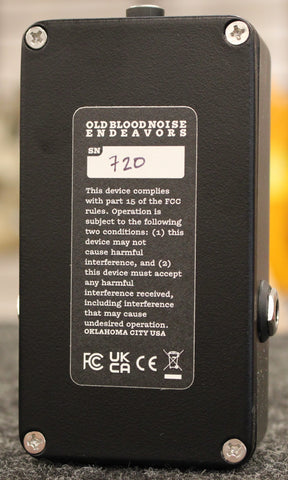 OLD BLOOD NOISE
ENDEAVORS
SN
720
This device complies
with part 15 of the FCC
rules. Operation is
subject to the following
two conditions: (1) this
device may not
cause harmful
interference, and (2)
this device must accept
any harmful
interference received,
including interference
that may cause
undesired operation.
OKLAHOMA CITY USA
FC UK CA CE